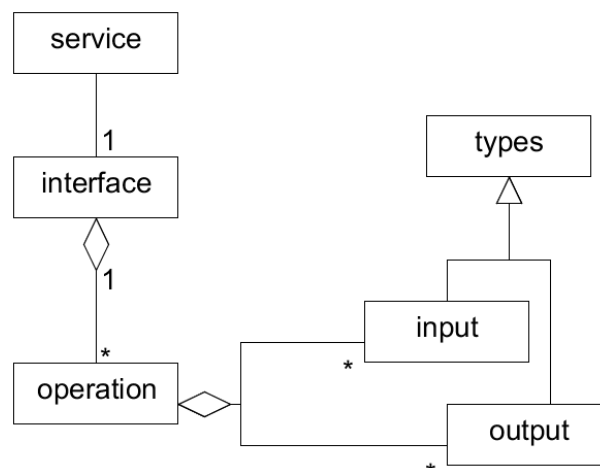 service
1
interface
types
1
*
operation
input
*
output
*